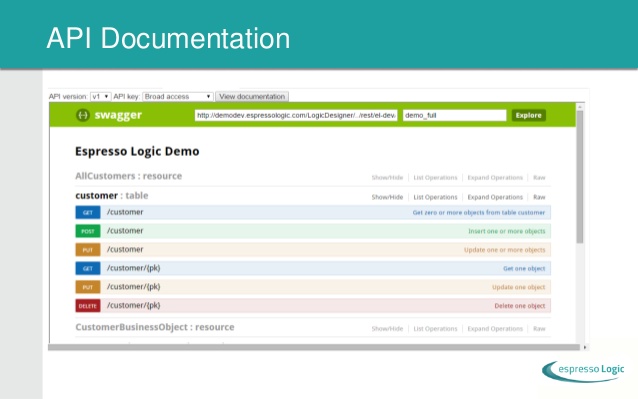 API Documentation
API version: v1 API key: Broad access View documentation
{-} swagger http://demodev.espressologic.com/LogicDesigner/../rest/el-dev. demo_full Explore
Espresso Logic Demo
AllCustomers : resource Show/Hide List Operations Expand Operations Raw
customer : table Show/Hide List Operations Expand Operations Raw
GET /customer Get zero or more objects from table customer
POST /customer Insert one or more objects
PUT /customer Update one or more objects
GET /customer/{pk} Get one object
PUT /customer/{pk} Update one object
DELETE /customer/{pk} Delete one object
CustomerBusinessObject : resource Show/Hide List Operations Expand Operations Raw
espresso Logic